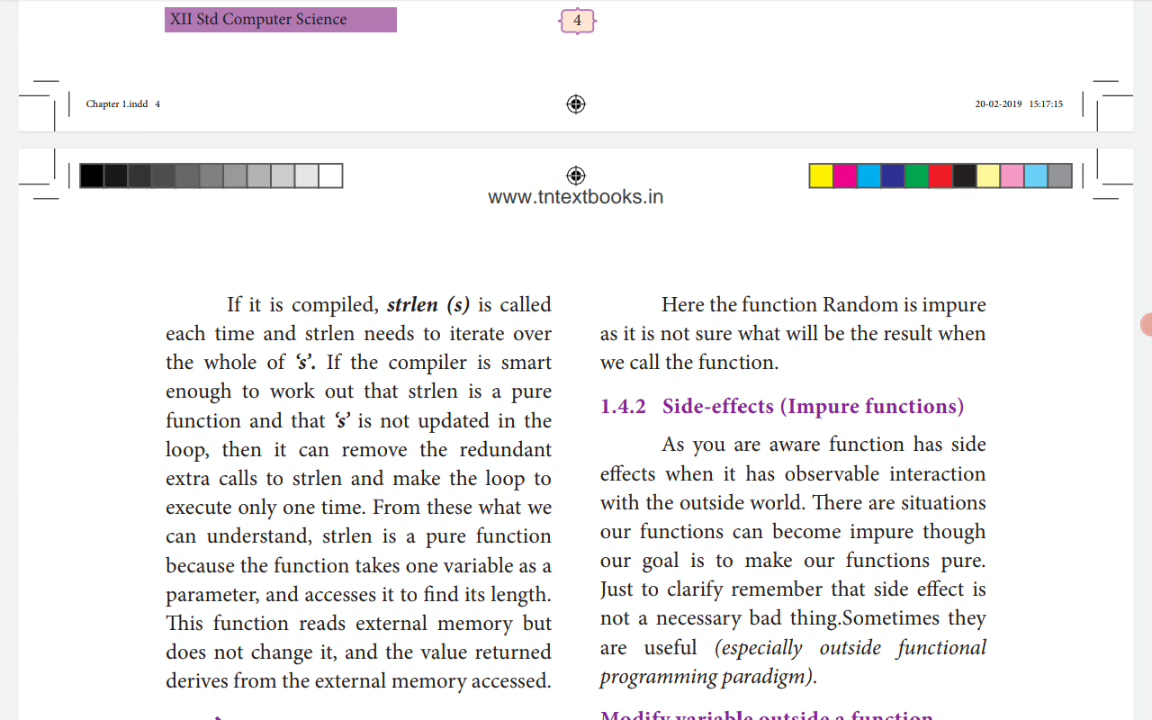 XII Std Computer Science
4
Chapter 1.indd 4
20-02-2019 15:17:15
www.tntextbooks.in
If it is compiled, strlen (s) is called
each time and strlen needs to iterate over
the whole of ‘s’. If the compiler is smart
enough to work out that strlen is a pure
function and that ‘s’ is not updated in the
loop, then it can remove the redundant
extra calls to strlen and make the loop to
execute only one time. From these what we
can understand, strlen is a pure function
because the function takes one variable as a
parameter, and accesses it to find its length.
This function reads external memory but
does not change it, and the value returned
derives from the external memory accessed.
Here the function Random is impure
as it is not sure what will be the result when
we call the function.
1.4.2 Side-effects (Impure functions)
As you are aware function has side
effects when it has observable interaction
with the outside world. There are situations
our functions can become impure though
our goal is to make our functions pure.
Just to clarify remember that side effect is
not a necessary bad thing.Sometimes they
are useful (especially outside functional
programming paradigm).
Modify variable outside a function